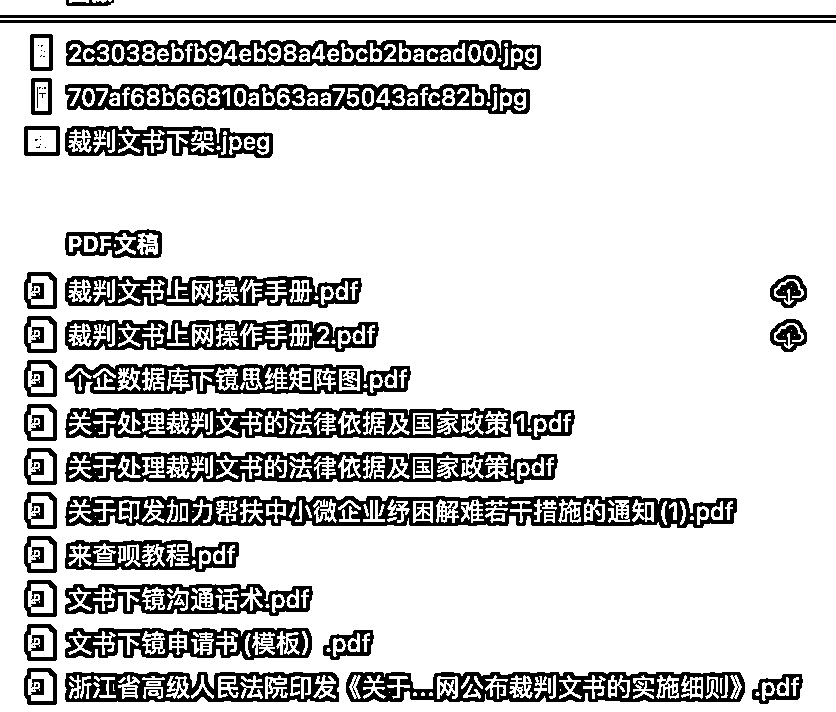 2c3038ebfb94eb98a4ebcb2bacad00.jpg
707af68b66810ab63aa75043afc82b.jpg
裁判文书下架.jpeg
PDF文稿
裁判文书上网操作手册.pdf
裁判文书上网操作手册2.pdf
个企数据库下镜思维矩阵图.pdf
关于处理裁判文书的法律依据及国家政策 1.pdf
关于处理裁判文书的法律依据及国家政策.pdf
关于印发加力帮扶中小微企业纾困解难若干措施的通知 (1).pdf
来查呗教程.pdf
文书下镜沟通话术.pdf
文书下镜申请书(模板）.pdf
浙江省高级人民法院印发《关于...网公布裁判文书的实施细则》.pdf